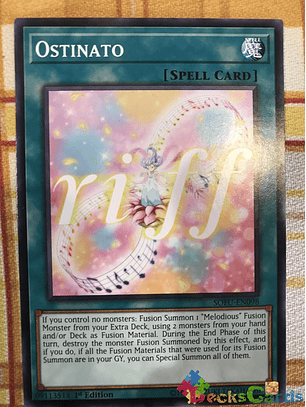 OSTINATO
SPELL
[SPELL CARD]
riff
SOFU-EN098
If you control no monsters: Fusion Summon 1 "Melodious" Fusion
Monster from your Extra Deck, using 2 monsters from your hand
and/or Deck as Fusion Material. During the End Phase of this
turn, destroy the monster Fusion Summoned by this effect, and
if you do, if all the Fusion Materials that were used for its Fusion
Summon are in your GY, you can Special Summon all of them.
1st Edition
DecksCards